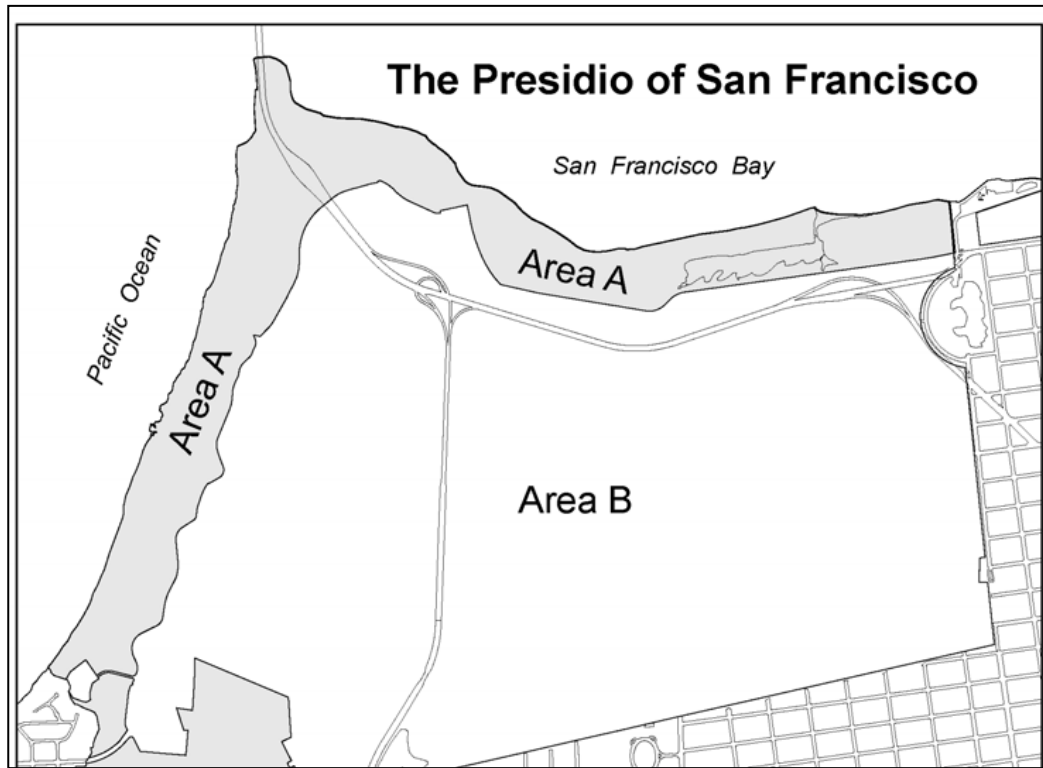 The Presidio of San Francisco
San Francisco Bay
Area A
Pacific Ocean
Area A
Area B